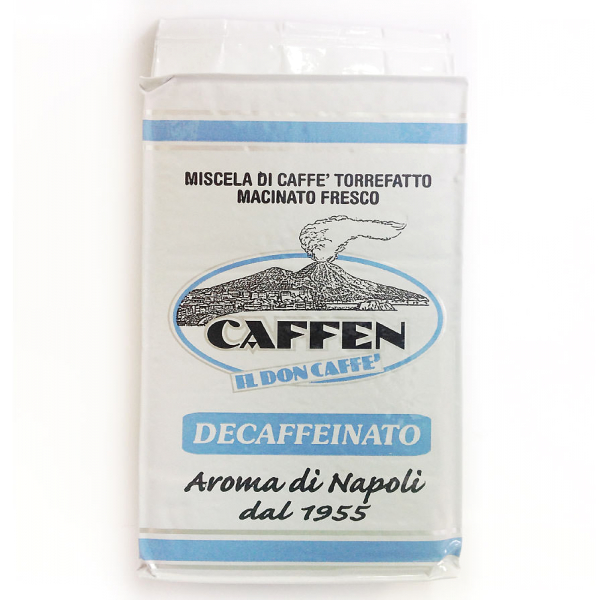 MISCELA DI CAFFE' TORREFATTO
MACINATO FRESCO
CAFFEN
IL DON CAFFE'
DECAFFEINATO
Aroma di Napoli
dal 1955